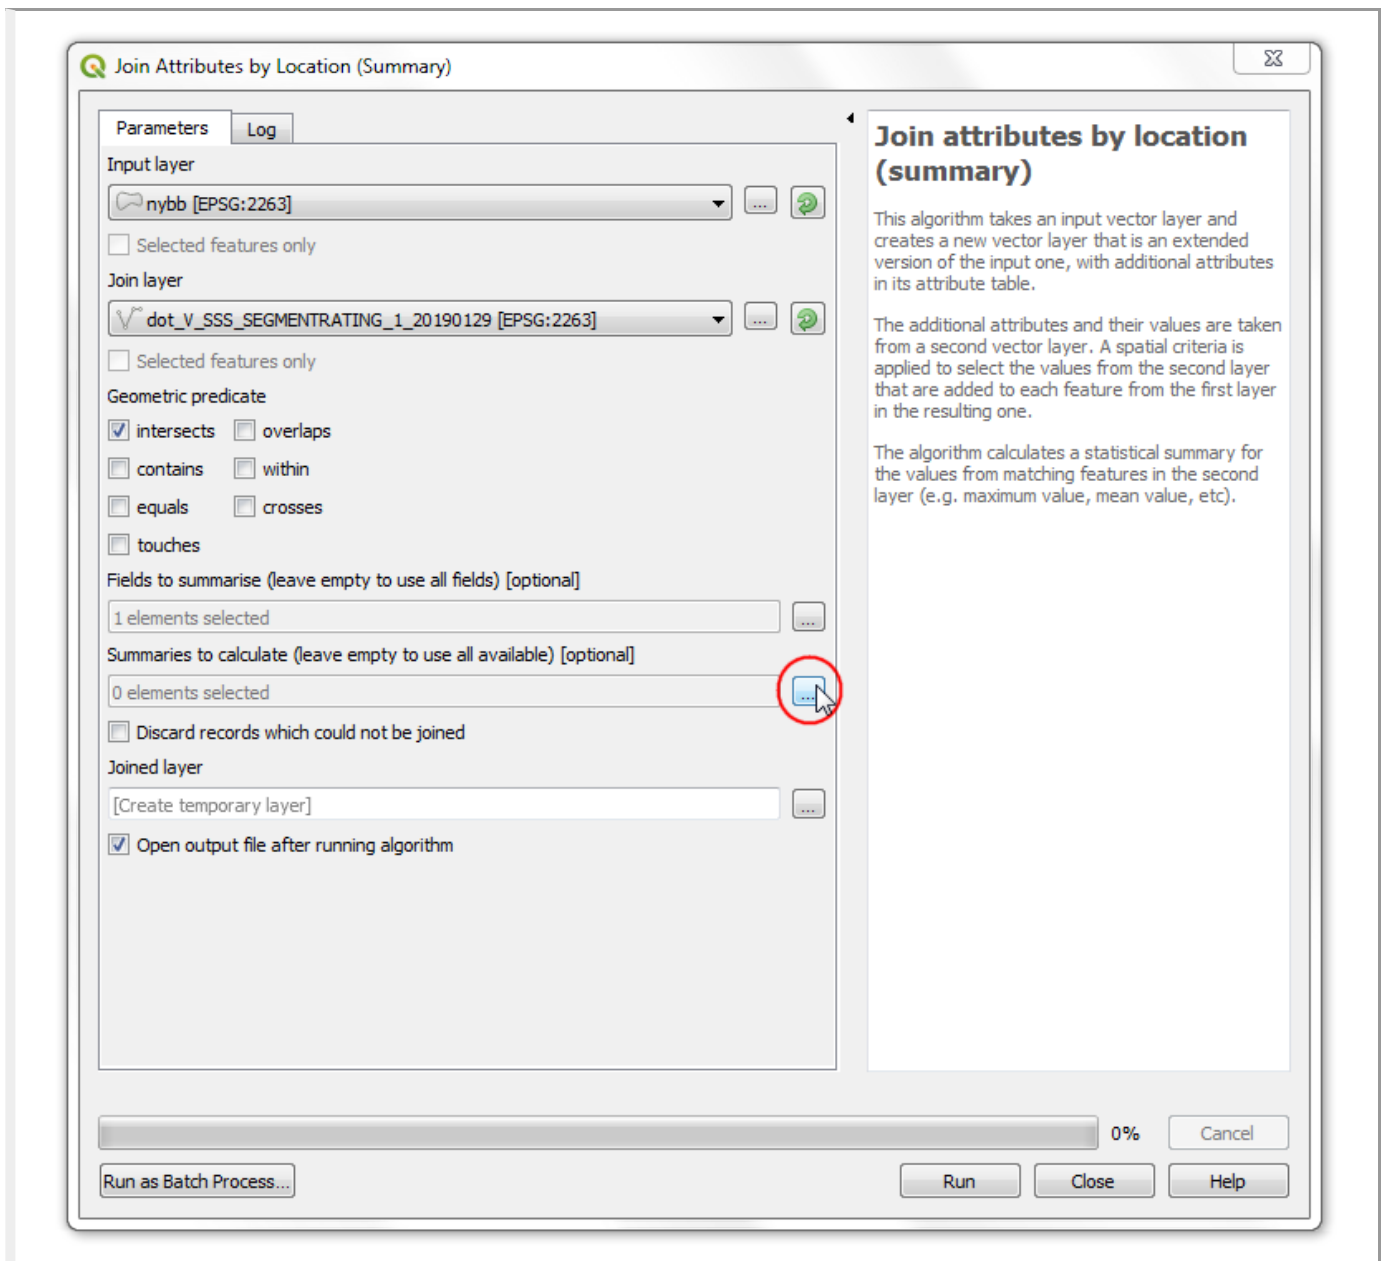 Join Attributes by Location (Summary)
Parameters
Log
Input layer
nybb [EPSG:2263]
...
Selected features only
Join layer
dot_V_SSS_SEGMENTRATING_1_20190129 [EPSG:2263]
...
Selected features only
Geometric predicate
intersects overlaps
contains within
equals crosses
touches
Fields to summarise (leave empty to use all fields) [optional]
1 elements selected
...
Summaries to calculate (leave empty to use all available) [optional]
0 elements selected
...
Discard records which could not be joined
Joined layer
[Create temporary layer]
...
Open output file after running algorithm
Join attributes by location
(summary)
This algorithm takes an input vector layer and
creates a new vector layer that is an extended
version of the input one, with additional attributes
in its attribute table.
The additional attributes and their values are taken
from a second vector layer. A spatial criteria is
applied to select the values from the second layer
that are added to each feature from the first layer
in the resulting one.
The algorithm calculates a statistical summary for
the values from matching features in the second
layer (e.g. maximum value, mean value, etc).
0%
Cancel
Run as Batch Process...
Run
Close
Help